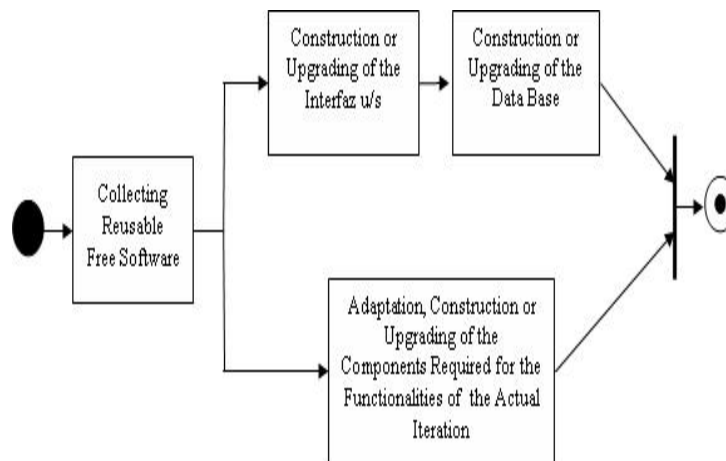 Construction or
Upgrading of the
Interfaz u/s
Construction or
Upgrading of the
Data Base
Collecting
Reusable
Free Software
Adaptation, Construction or
Upgrading of the
Components Required for the
Functionalities of the Actual
Iteration